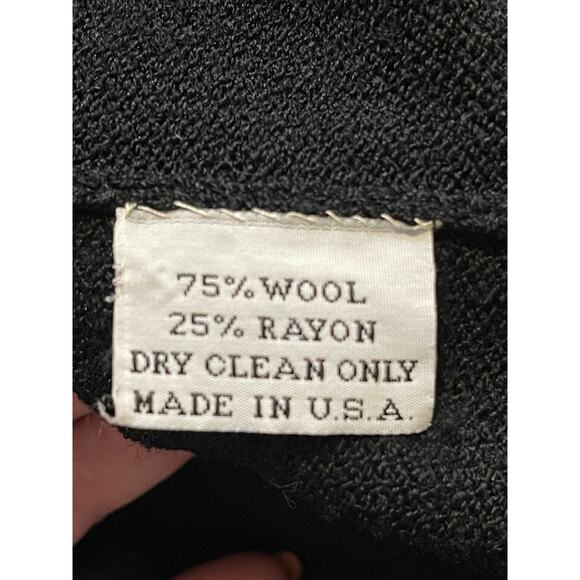 75% WOOL
25% RAYON
DRY CLEAN ONLY
MADE IN U.S.A.